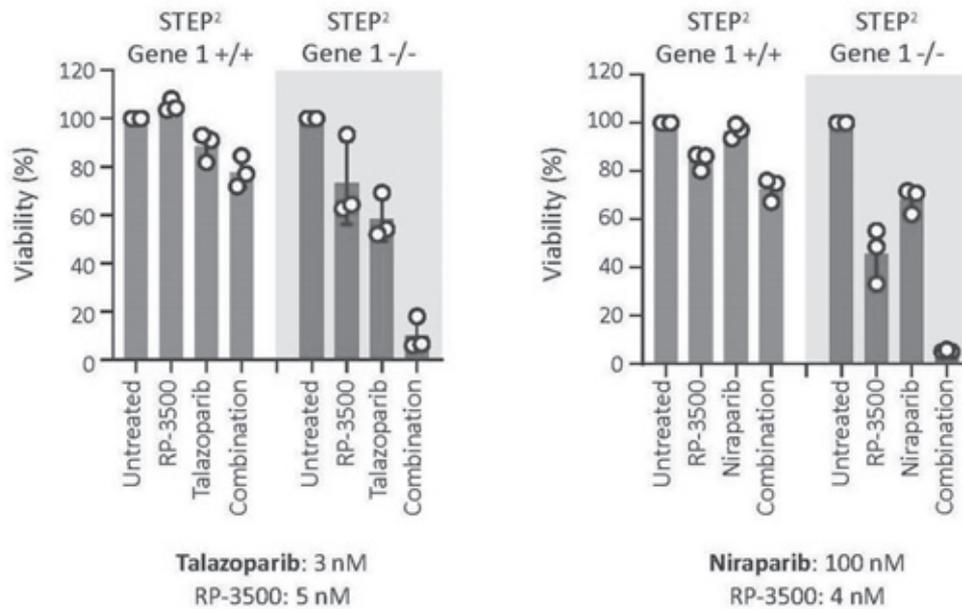 STEP²
Gene 1 +/+
STEP²
Gene 1 -/-
Viability (%)
120
100
80
60
40
20
0
Untreated
RP-3500
Talazoparib
Combination
Untreated
RP-3500
Talazoparib
Combination
Talazoparib: 3 nM
RP-3500: 5 nM
STEP²
Gene 1 +/+
STEP²
Gene 1 -/-
Viability (%)
120
100
80
60
40
20
0
Untreated
RP-3500
Niraparib
Combination
Untreated
RP-3500
Niraparib
Combination
Niraparib: 100 nM
RP-3500: 4 nM